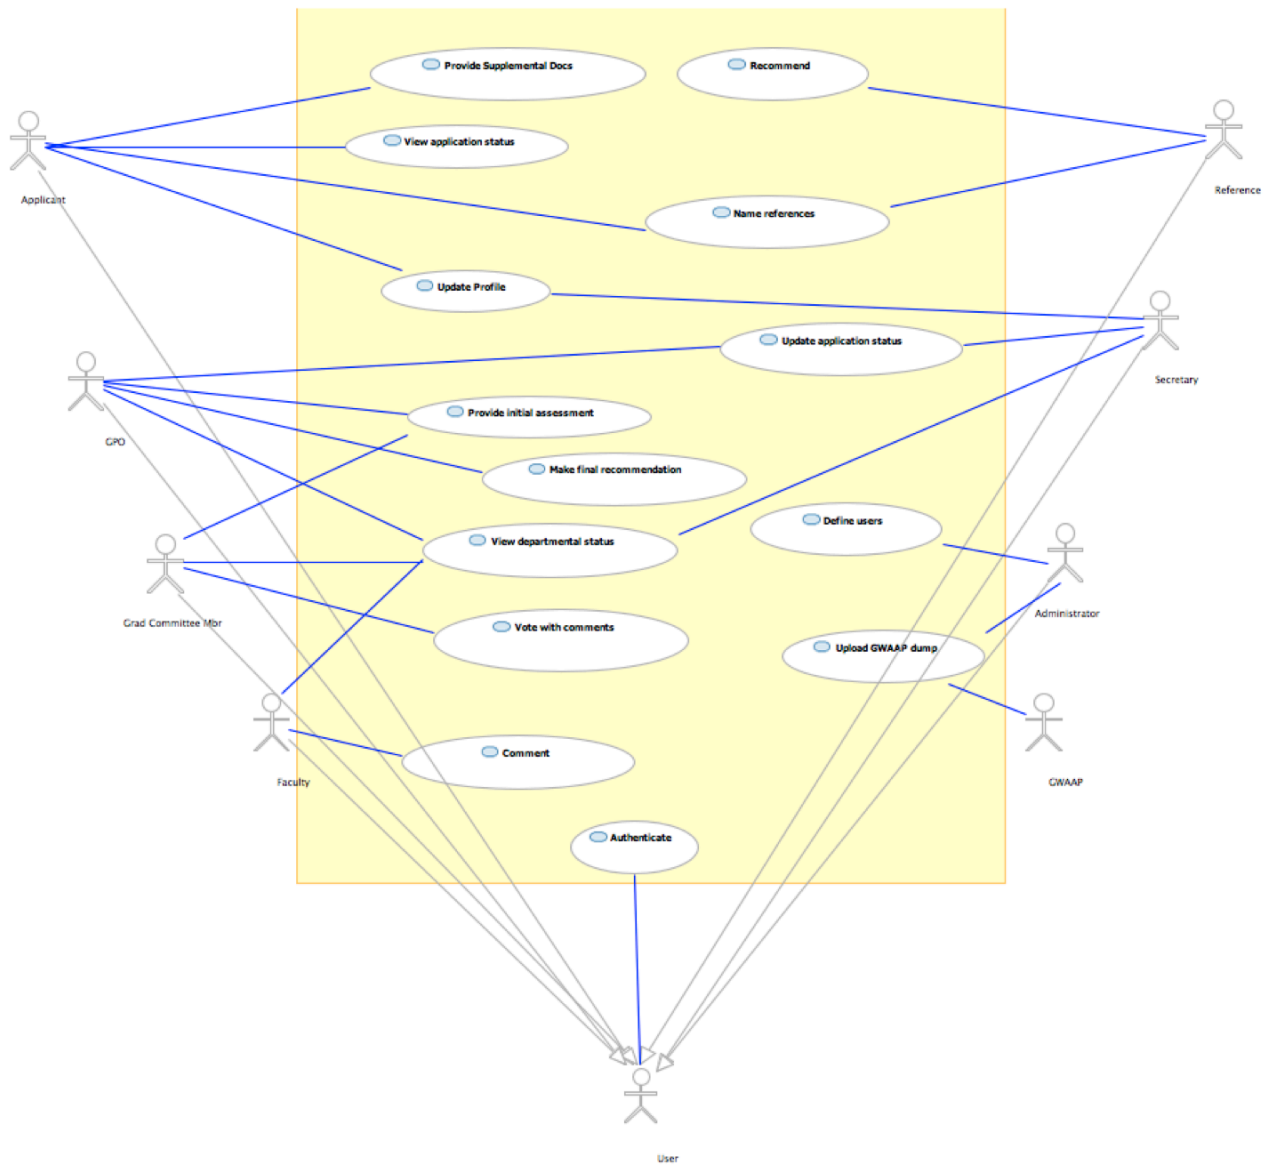 Provide Supplemental Docs
Recommend
View application status
Applicant
Reference
Name references
Update Profile
Update application status
Secretary
Provide initial assessment
GPO
Make final recommendation
Define users
View departmental status
Administrator
Grad Committee Mbr
Vote with comments
Upload GWAAP dump
Comment
Faculty
GWAAP
Authenticate
User